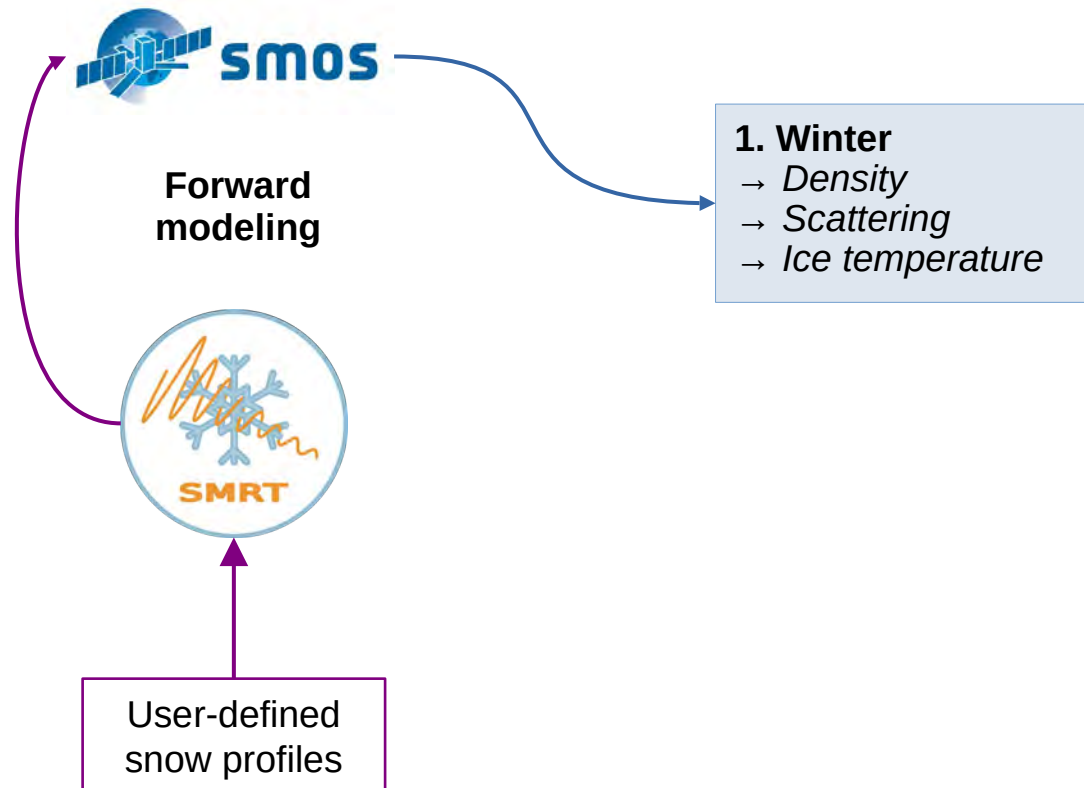 smos
Forward
modeling
1. Winter
→ Density
→ Scattering
→ Ice temperature
SMRT
User-defined
snow profiles